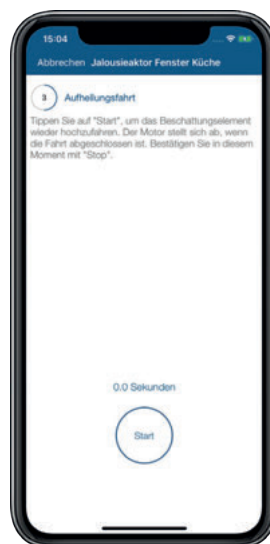 15:04
Abbrechen Jalousieaktor Fenster Küche
3 Aufhellungsfahrt
Tippen Sie auf "Start", um das Beschattungselement
wieder hochzufahren. Der Motor stellt sich ab, wenn
die Fahrt abgeschlossen ist. Bestätigen Sie in diesem
Moment mit "Stop".
0.0 Sekunden
Start